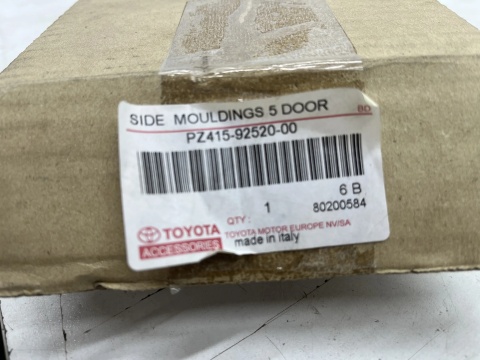 SIDE MOULDINGS 5 DOOR BD
PZ415-92520-00
6 B
QTY: 1 80200584
TOYOTA TOYOTA MOTOR EUROPE NV/SA
ACCESSORIES made in italy